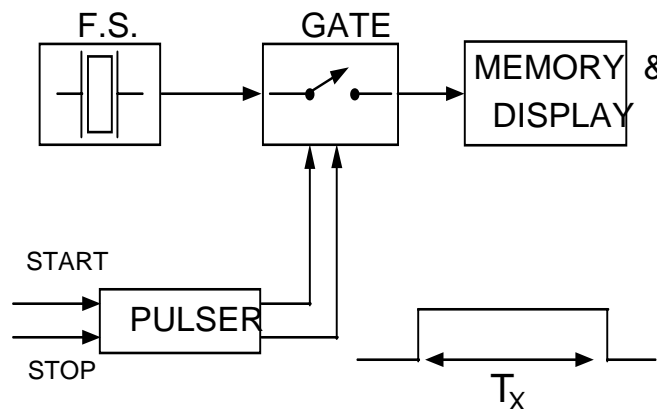 F.S.
GATE
MEMORY &
DISPLAY
START
PULSER
STOP
TX